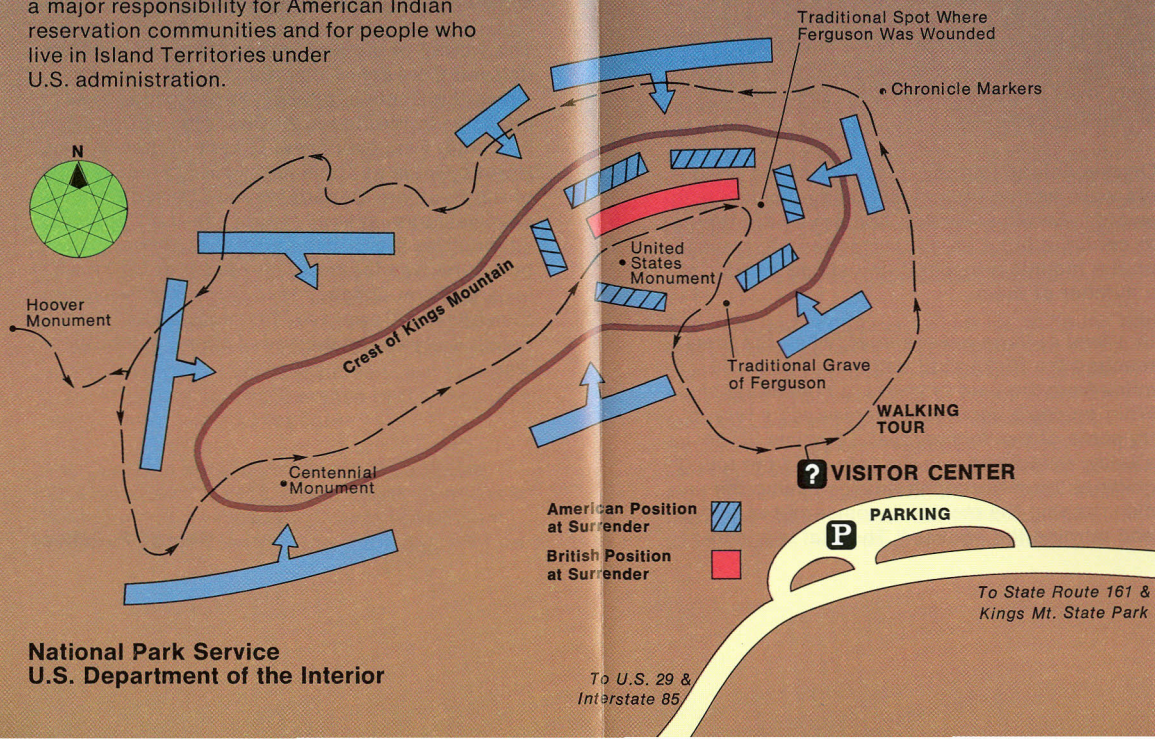 a major responsibility for American Indian
reservation communities and for people who
live in Island Territories under
U.S. administration.
Traditional Spot Where
Ferguson Was Wounded
Chronicle Markers
N
United
States
Monument
Crest of Kings Mountain
Hoover
Monument
Traditional Grave
of Ferguson
WALKING
TOUR
? VISITOR CENTER
Centennial
Monument
American Position
at Surrender
British Position
at Surrender
PARKING
P
To State Route 161 &
Kings Mt. State Park
National Park Service
U.S. Department of the Interior
To U.S. 29 &
Interstate 85